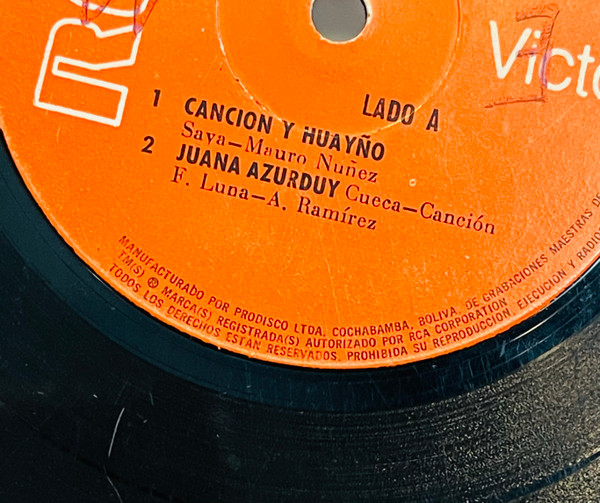 Victo
LADO A
1 CANCION Y HUAYÑO
Saya—Mauro Nuñez
2 JUANA AZURDUY Cueca—Canción
F. Luna—A. Ramírez
MANUFACTURADO POR PRODISCO LTDA. COCHABAMBA, BOLIVA. DE GRABACIONES MAESTRAS DE
TM(S) ® MARCA(S) REGISTRADA(S) AUTORIZADO POR RCA CORPORATION
TODOS LOS DERECHOS ESTAN RESERVADOS. PROHIBIDA SU REPRODUCCION, EJECUCION Y RADIO